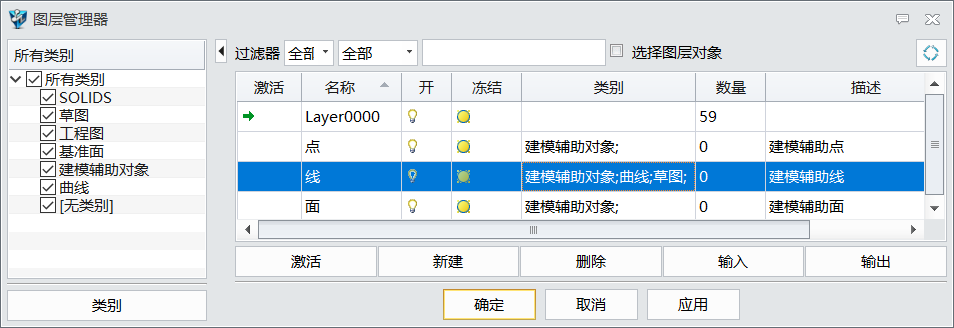 图层管理器
所有类别
所有类别
SOLIDS
草图
工程图
基准面
建模辅助对象
曲线
[无类别]
类别
过滤器 全部 全部 选择图层对象
激活 名称 开 冻结 类别 数量 描述
Layer0000 59
点 建模辅助对象; 0 建模辅助点
线 建模辅助对象;曲线;草图; 0 建模辅助线
面 建模辅助对象; 0 建模辅助面
激活 新建 删除 输入 输出
确定 取消 应用